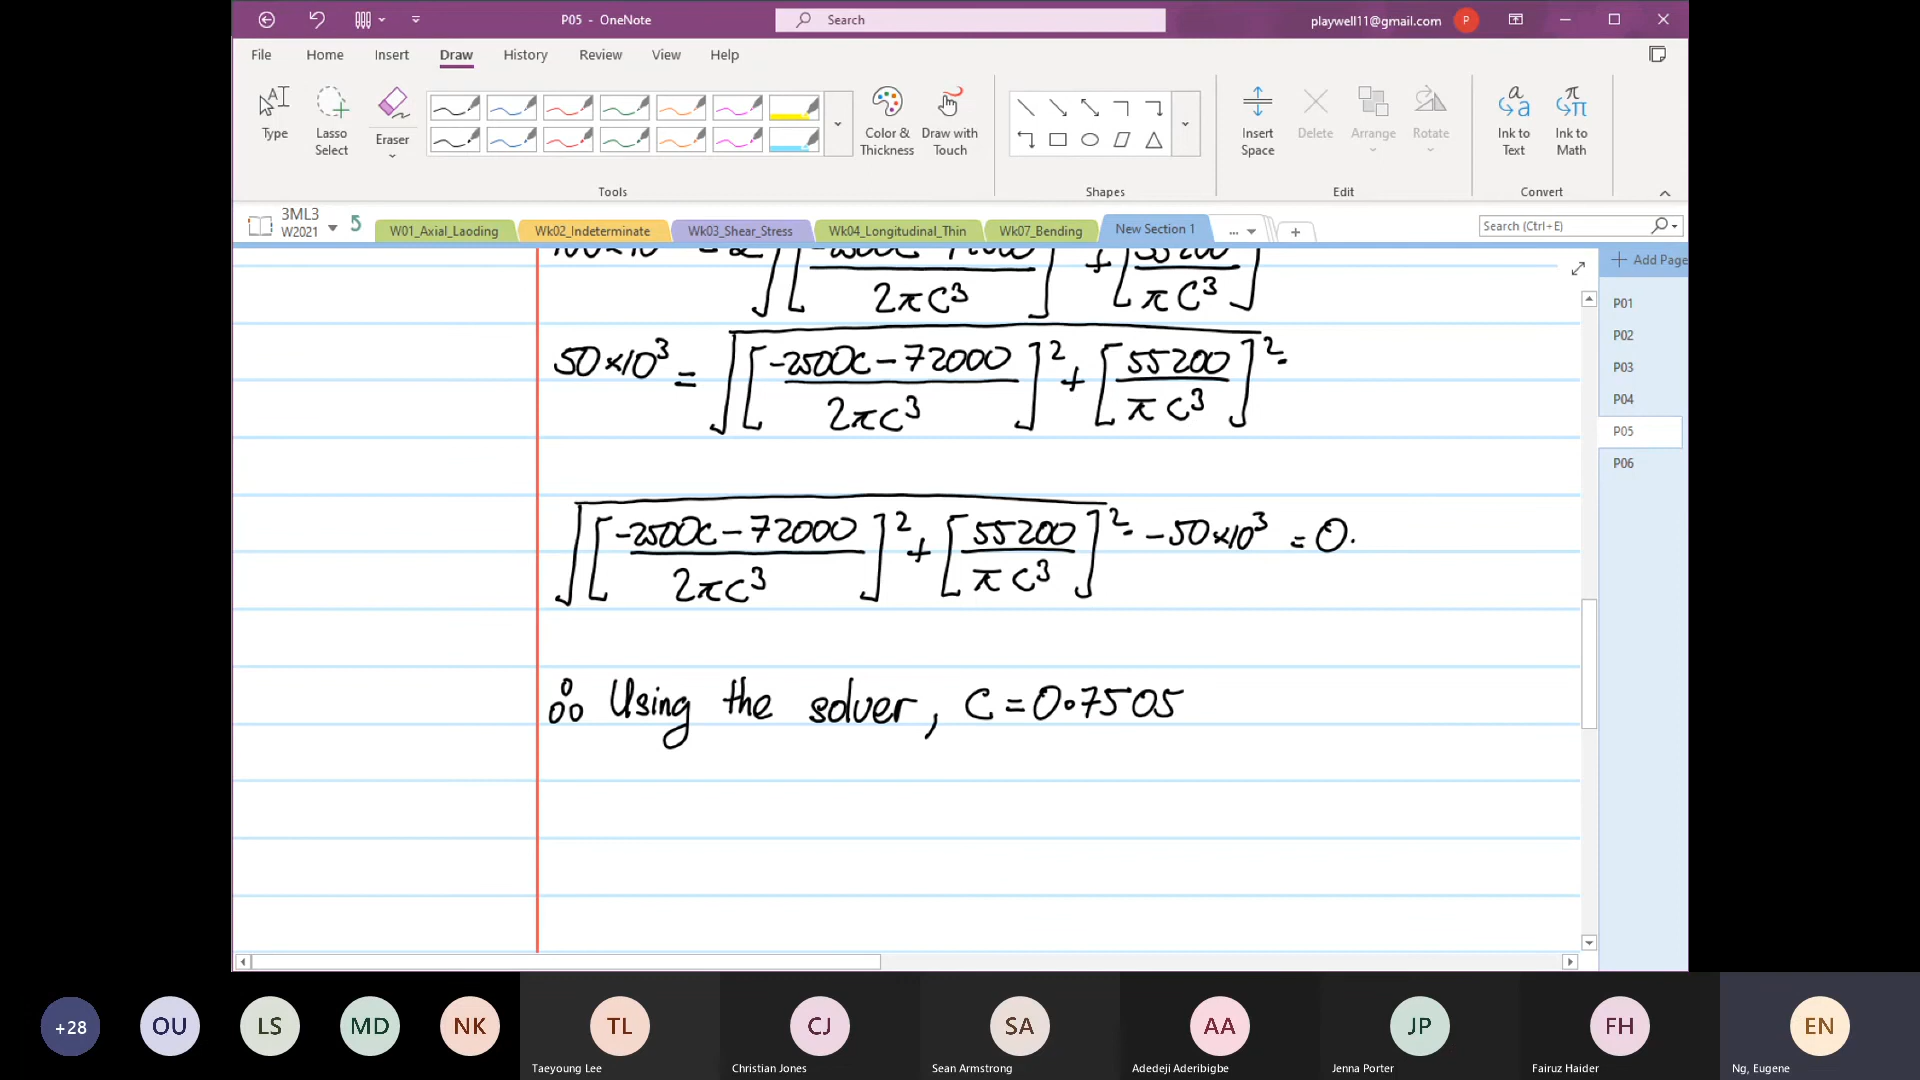 P05 - OneNote
Search
playwell11@gmail.com
P
File Home Insert Draw History Review View Help
Type
Lasso Select
Eraser
Color & Thickness
Draw with Touch
Insert Space
Delete
Arrange
Rotate
Ink to Text
Ink to Math
Tools
Shapes
Edit
Convert
3ML3
W2021
W01_Axial_Laoding
Wk02_Indeterminate
Wk03_Shear_Stress
Wk04_Longitudinal_Thin
Wk07_Bending
New Section 1
...
+
Search (Ctrl+E)
+ Add Page
P01
P02
P03
P04
P05
P06
2πc³ πc³
50×10³ = √([(-2500c - 72000)/(2πc³)]² + [55200/(πc³)]²)
√([(-2500c - 72000)/(2πc³)]² + [55200/(πc³)]²) - 50×10³ = 0.
∴ Using the solver, C = 0.7505
+28
OU
LS
MD
NK
TL
Taeyoung Lee
CJ
Christian Jones
SA
Sean Armstrong
AA
Adedeji Aderibigbe
JP
Jenna Porter
FH
Fairuz Haider
EN
Ng, Eugene